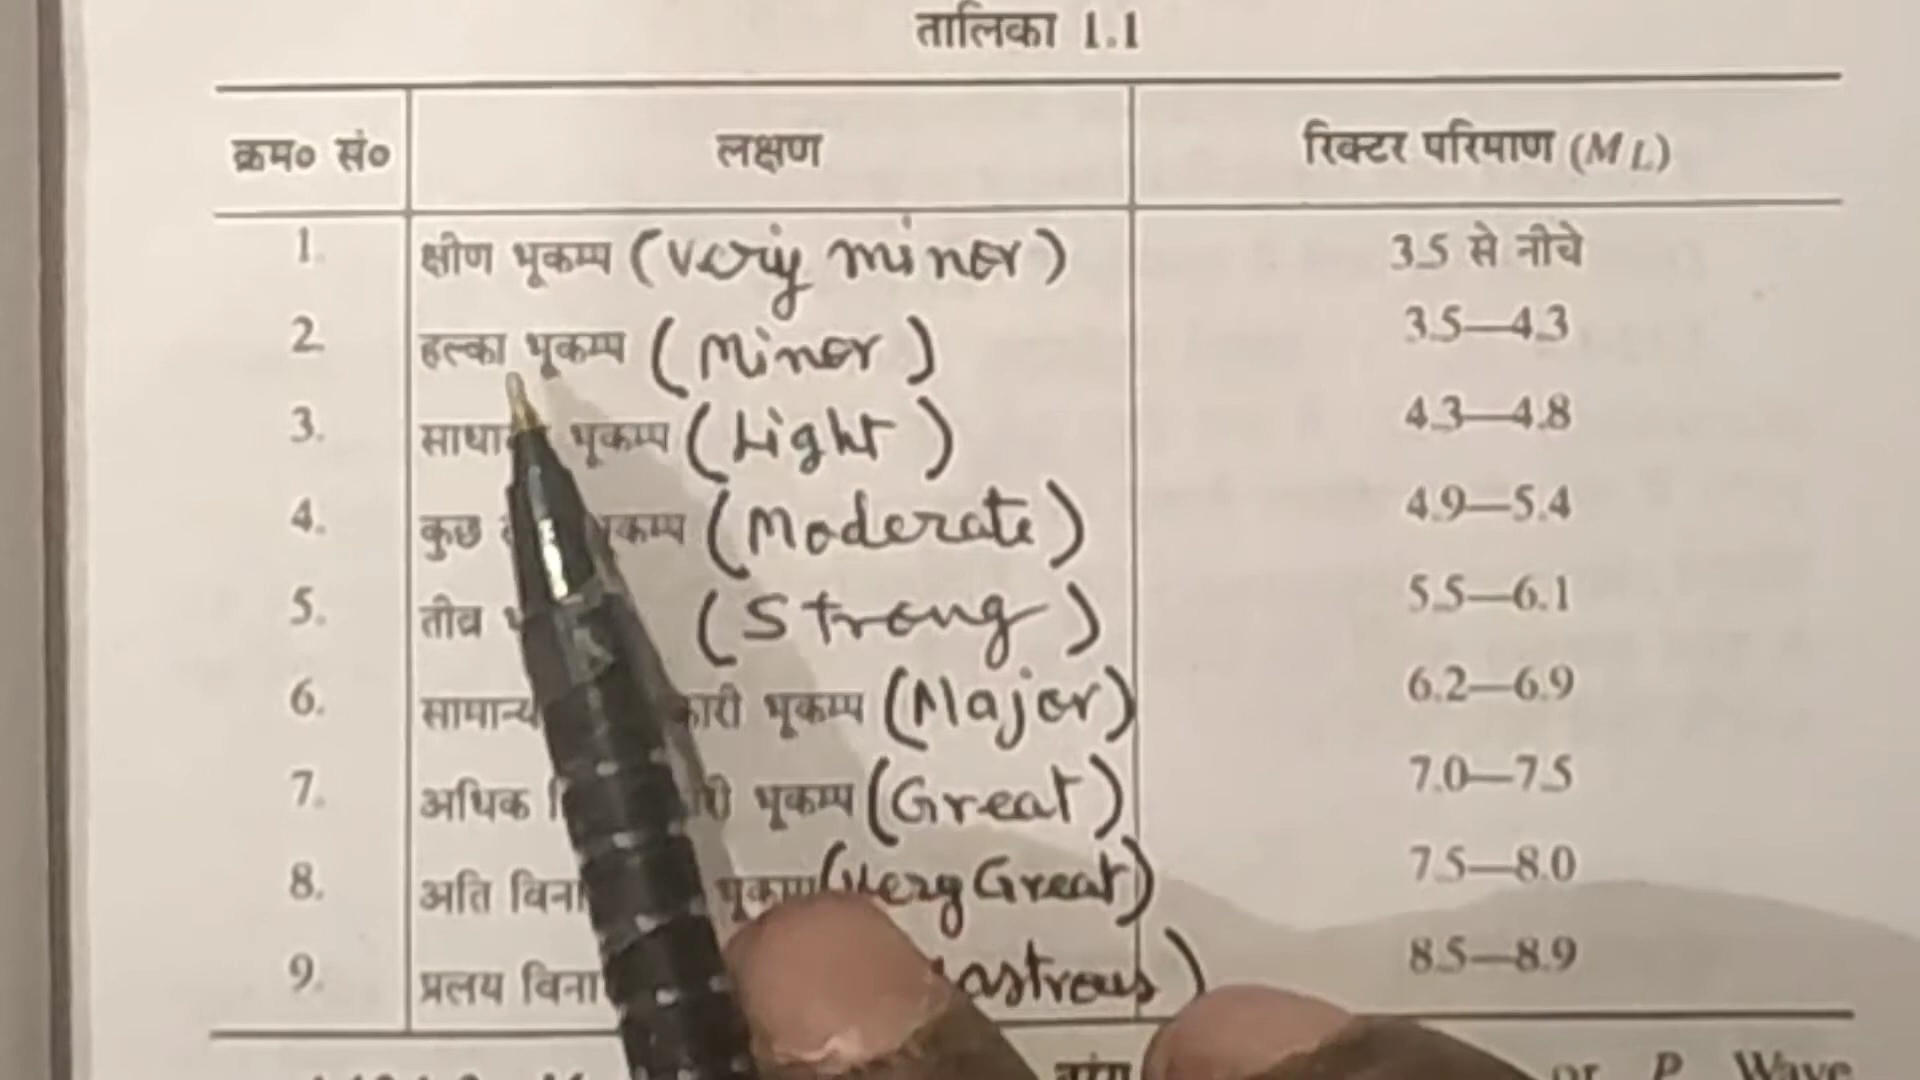 तालिका 1.1
क्रम० सं० लक्षण रिक्टर परिमाण (ML)
1. क्षीण भूकम्प (Very minor) 3.5 से नीचे
2. हल्का भूकम्प (Minor) 3.5—4.3
3. भूकम्प (Light) 4.3—4.8
4. कुछ (Moderate) 4.9—5.4
5. तीव्र (Strong) 5.5—6.1
6. सामान्य भूकम्प (Major) 6.2—6.9
7. अधिक भूकम्प (Great) 7.0—7.5
8. अति भूकम्प (Very Great) 7.5—8.0
9. प्रलय 8.5—8.9
or P Wave